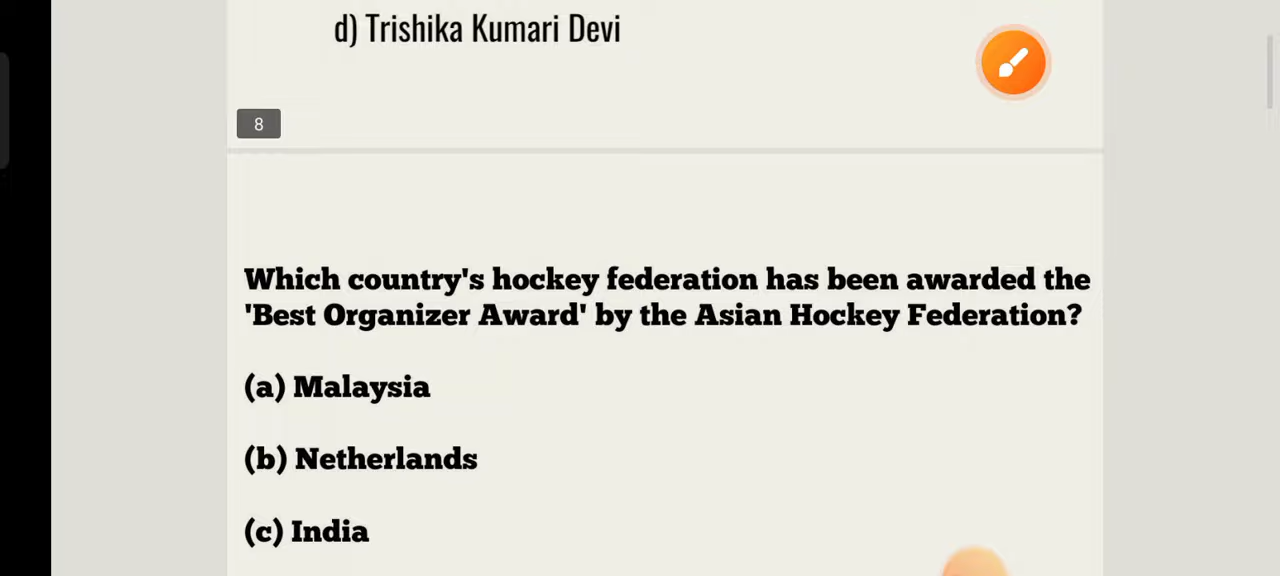 d) Trishika Kumari Devi
8
Which country's hockey federation has been awarded the
'Best Organizer Award' by the Asian Hockey Federation?
(a) Malaysia
(b) Netherlands
(c) India